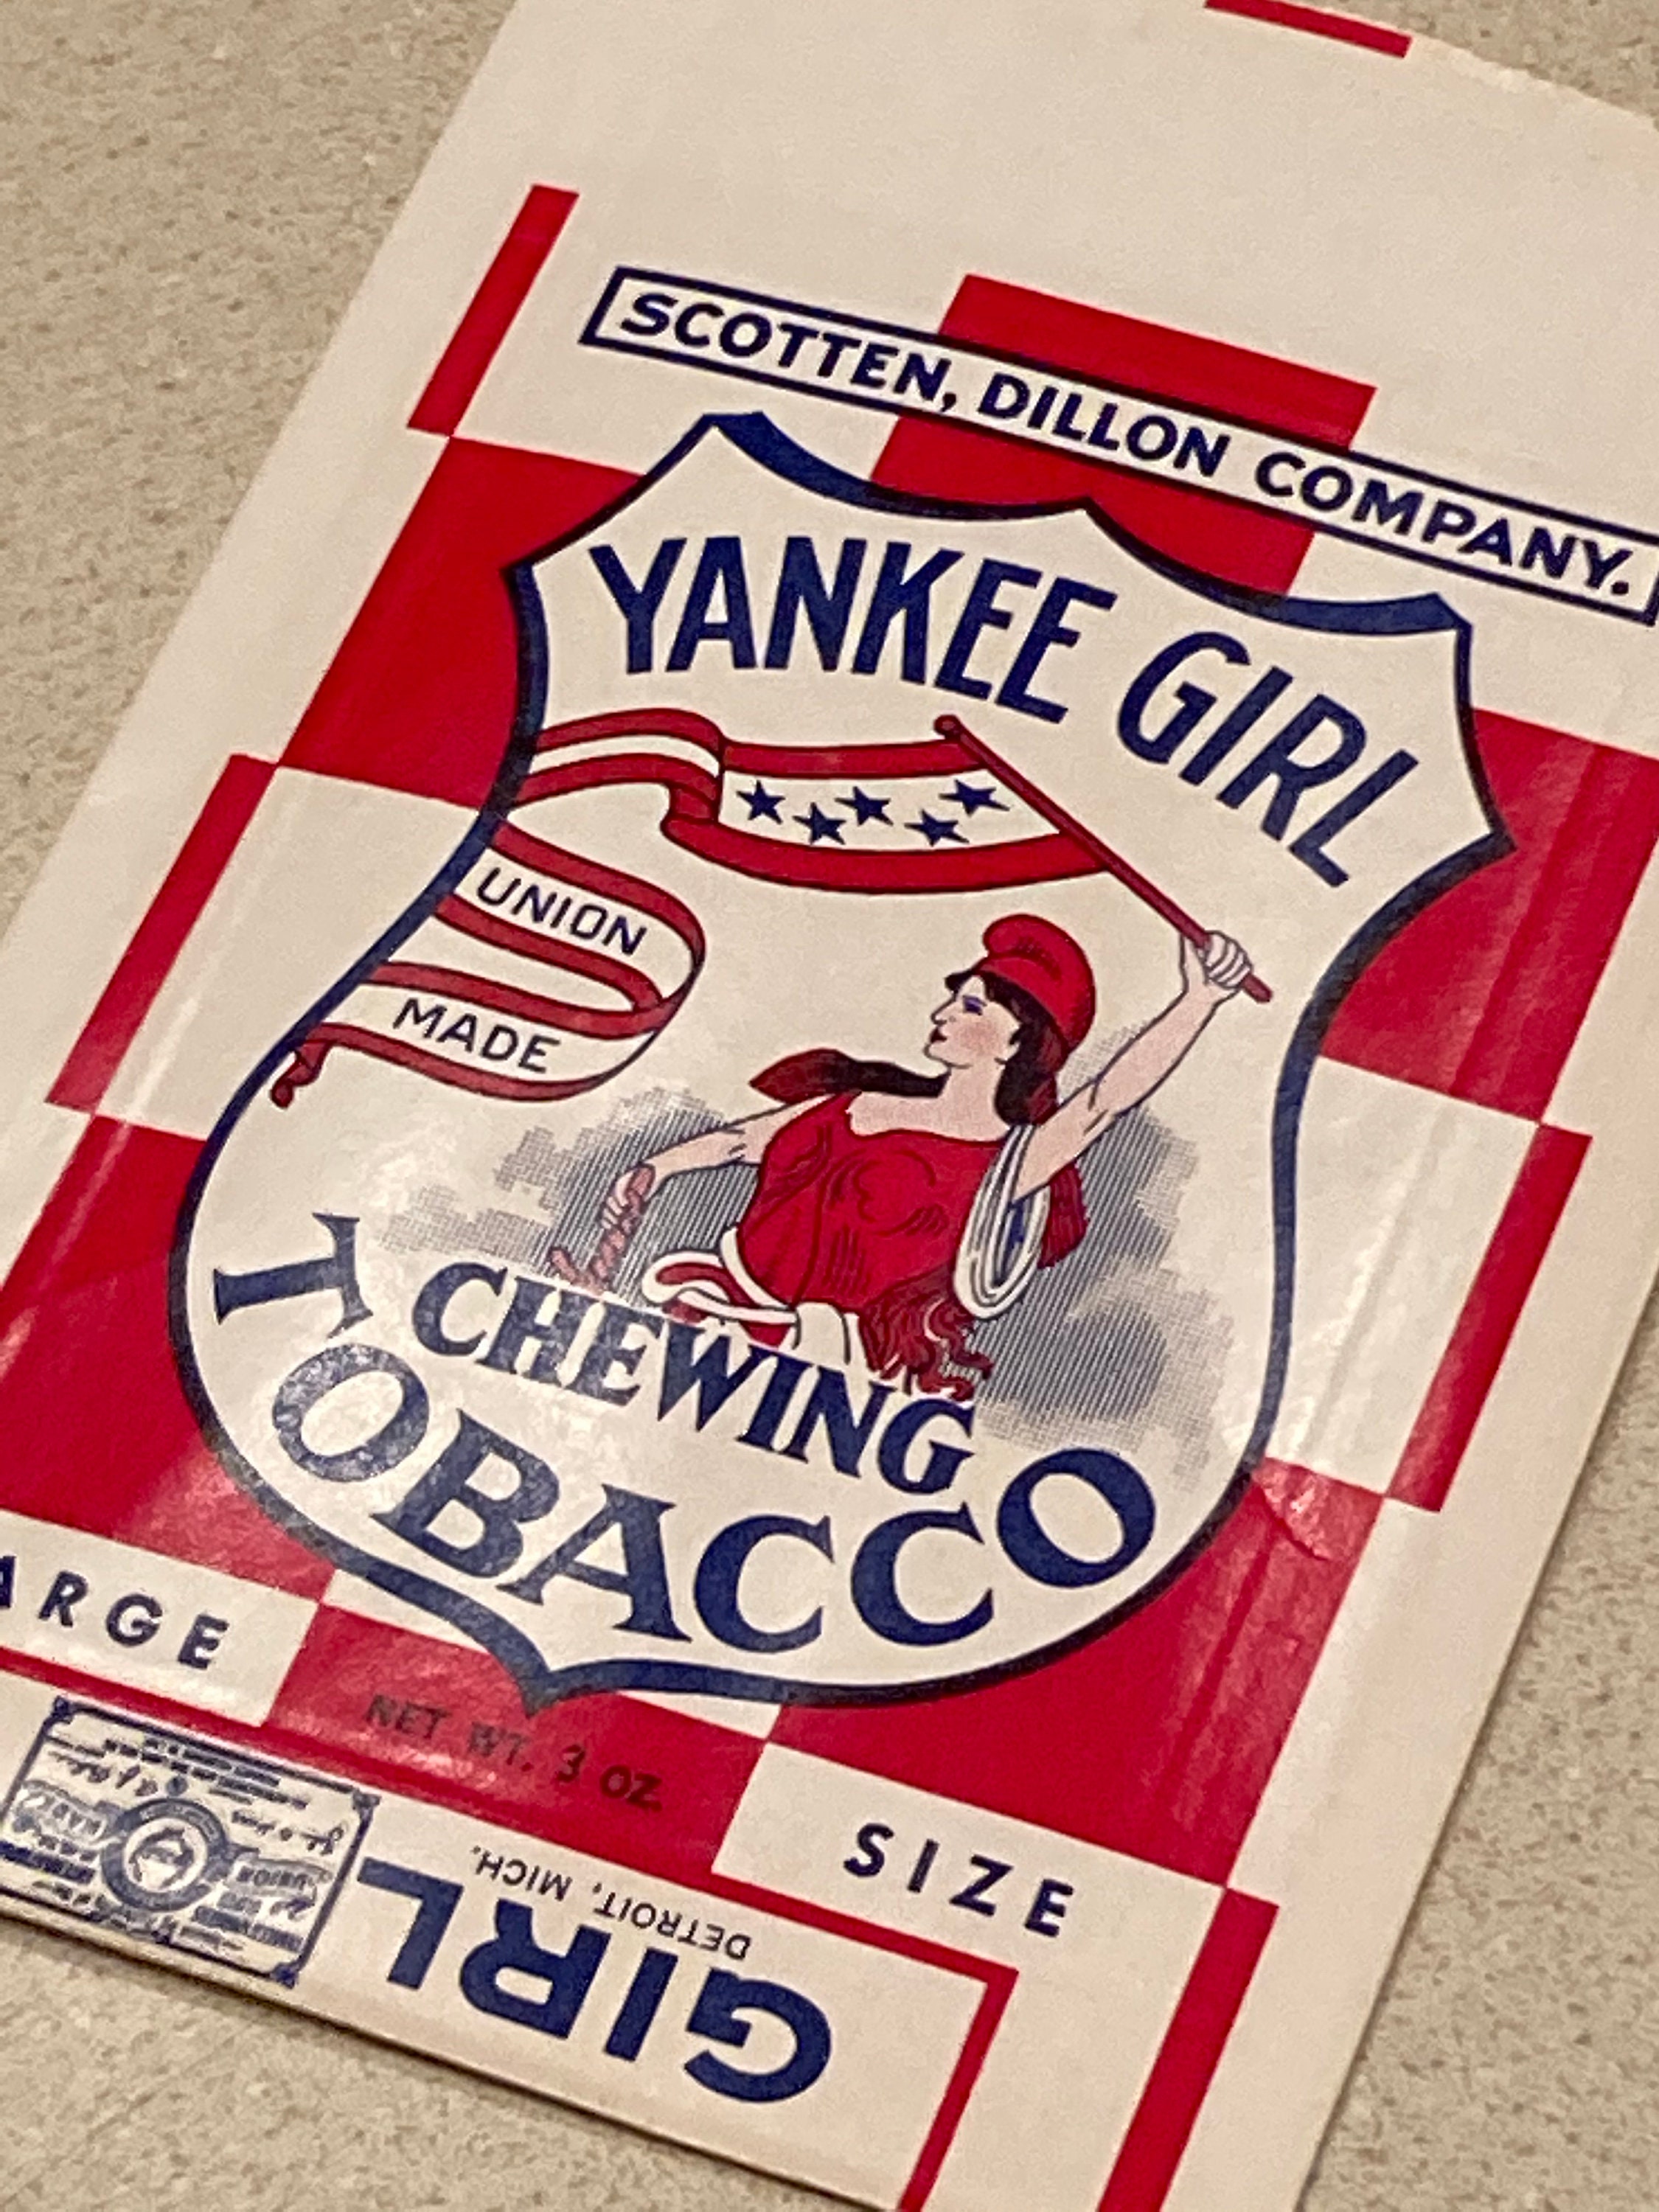 SCOTTEN, DILLON COMPANY.
YANKEE GIRL
UNION
MADE
CHEWING
TOBACCO
ARGE
NET WT. 3 OZ.
SIZE
DETROIT, MICH.
GIRL